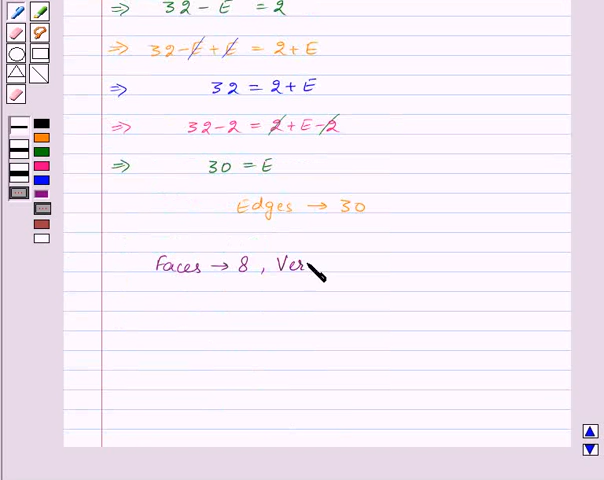 ⇒ 32 - E = 2
⇒ 32 - E + E = 2 + E
⇒ 32 = 2 + E
⇒ 32 - 2 = 2 + E - 2
⇒ 30 = E
Edges → 30
Faces → 8 , Ver